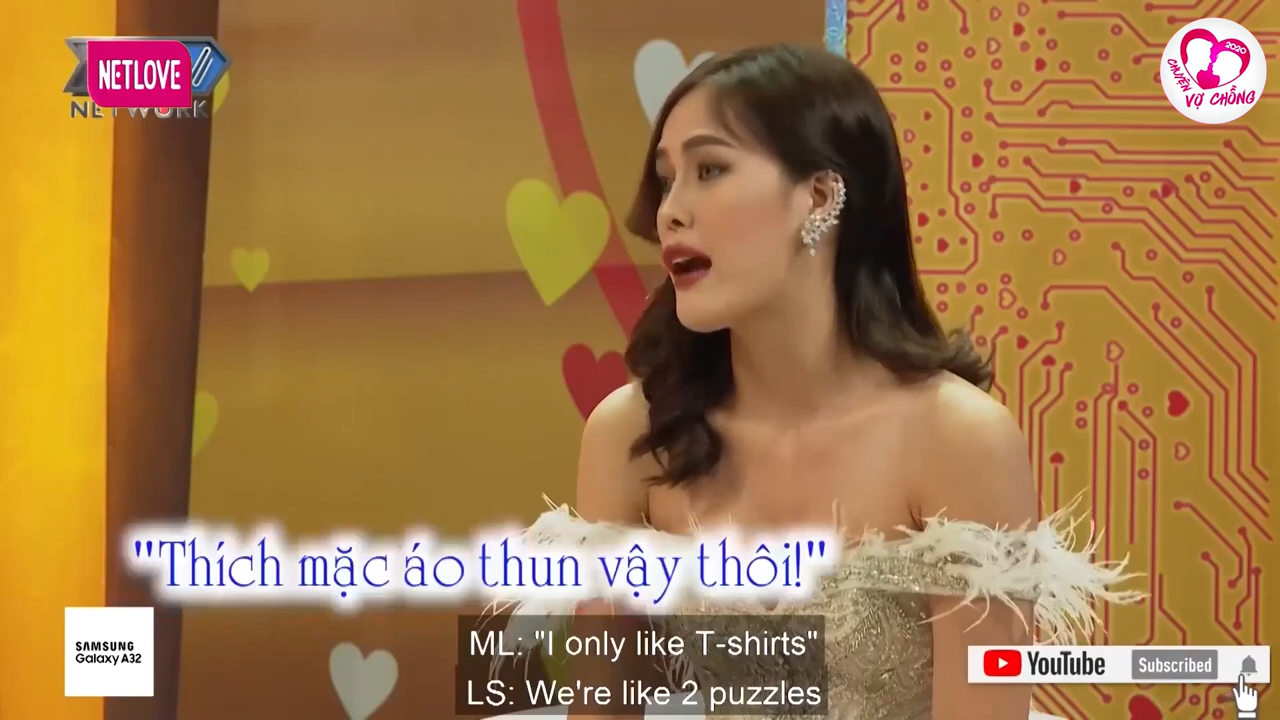 NETLOVE
NETWORK
2020
CHUYỆN
VỢ CHỒNG
"Thích mặc áo thun vậy thôi!"
SAMSUNG
Galaxy A32
ML: "I only like T-shirts"
LS: We're like 2 puzzles
YouTube
Subscribed